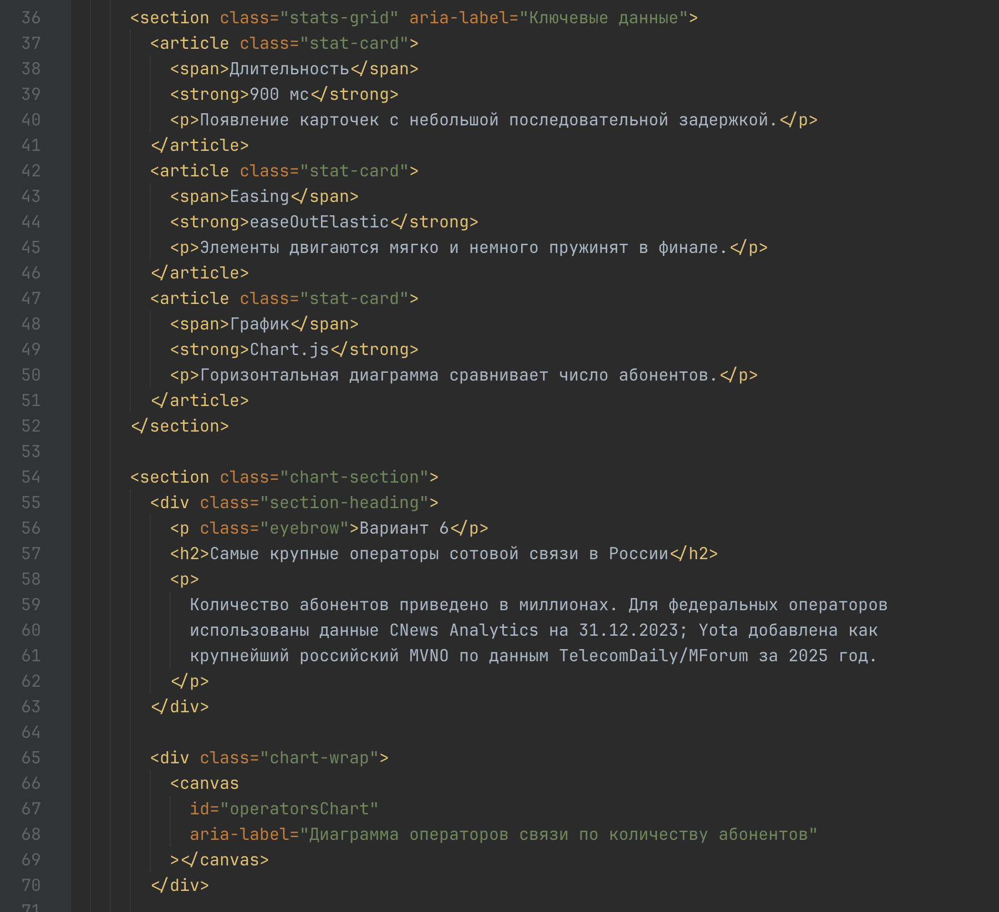 36 <section class="stats-grid" aria-label="Ключевые данные">
37 <article class="stat-card">
38 <span>Длительность</span>
39 <strong>900 мс</strong>
40 <p>Появление карточек с небольшой последовательной задержкой.</p>
41 </article>
42 <article class="stat-card">
43 <span>Easing</span>
44 <strong>easeOutElastic</strong>
45 <p>Элементы двигаются мягко и немного пружинят в финале.</p>
46 </article>
47 <article class="stat-card">
48 <span>График</span>
49 <strong>Chart.js</strong>
50 <p>Горизонтальная диаграмма сравнивает число абонентов.</p>
51 </article>
52 </section>
53
54 <section class="chart-section">
55 <div class="section-heading">
56 <p class="eyebrow">Вариант 6</p>
57 <h2>Самые крупные операторы сотовой связи в России</h2>
58 <p>
59 Количество абонентов приведено в миллионах. Для федеральных операторов
60 использованы данные CNews Analytics на 31.12.2023; Yota добавлена как
61 крупнейший российский MVNO по данным TelecomDaily/MForum за 2025 год.
62 </p>
63 </div>
64
65 <div class="chart-wrap">
66 <canvas
67 id="operatorsChart"
68 aria-label="Диаграмма операторов связи по количеству абонентов"
69 ></canvas>
70 </div>
71